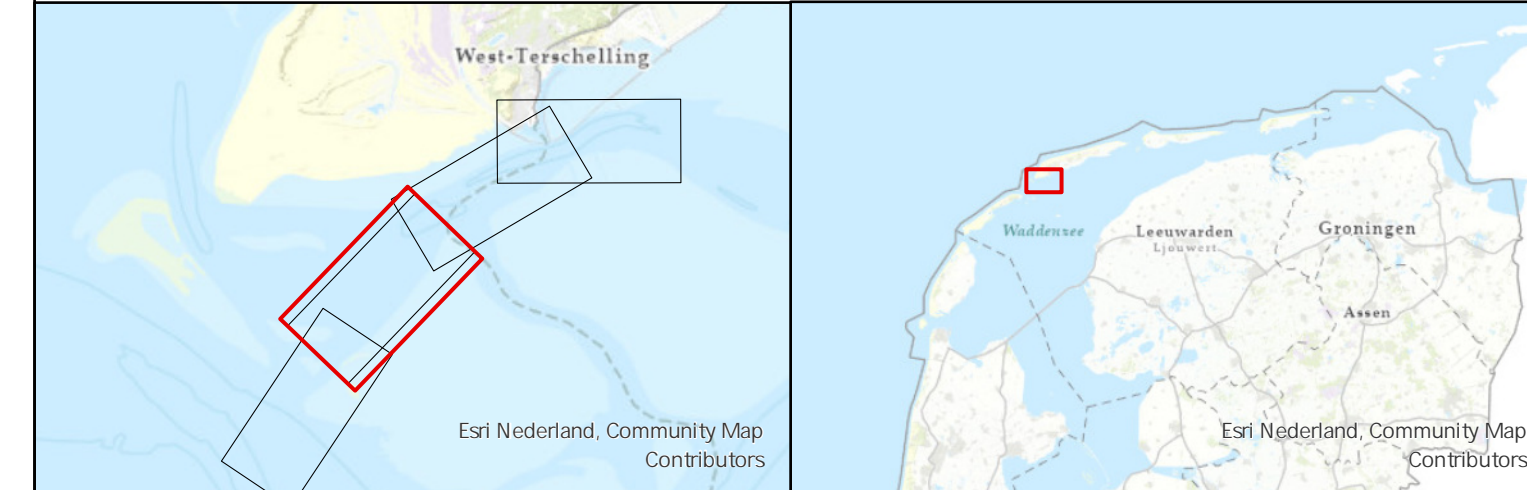 West-Terschelling
Esri Nederland, Community Map
Contributors
Waddenzee
Leeuwarden
Ljouwert
Groningen
Assen
Esri Nederland, Community Map
Contributors